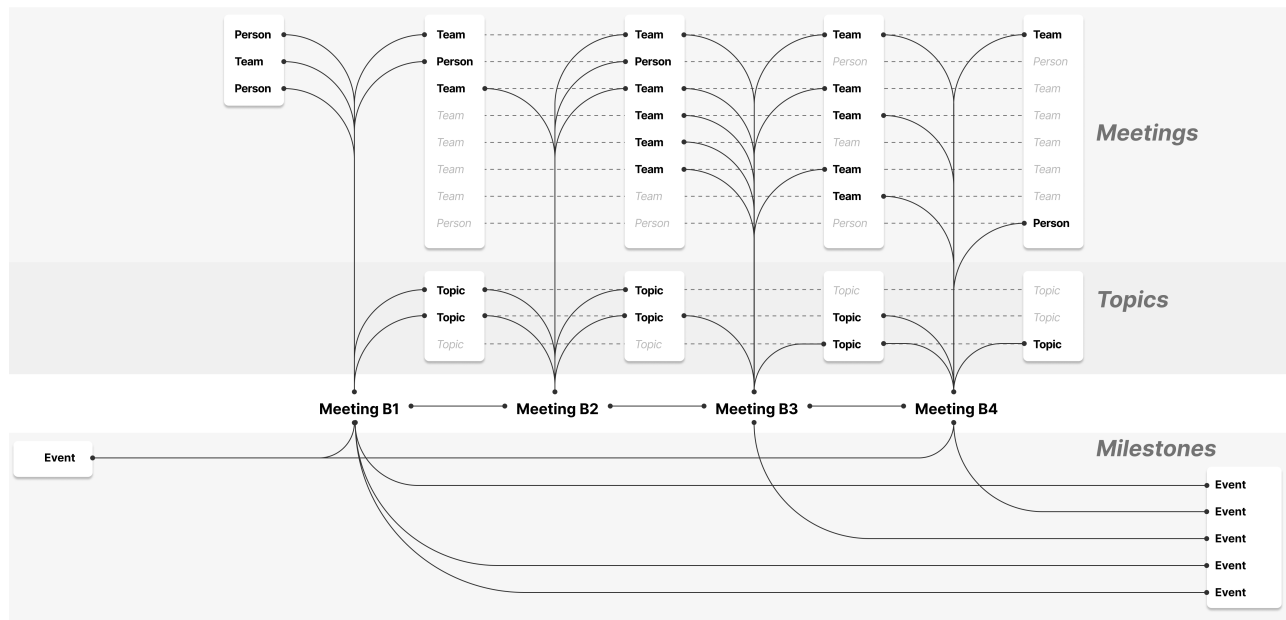 Person Team Team Team Team
Team Person Person Person Person
Person Team Team Team Team
Team Team Team Team
Team Team Team Team
Team Team Team Team
Team Team Team Team
Person Person Person Person
Meetings
Topic Topic Topic Topic
Topic Topic Topic Topic
Topic Topic Topic Topic
Topics
Meeting B1 Meeting B2 Meeting B3 Meeting B4
Milestones
Event
Event
Event
Event
Event
Event